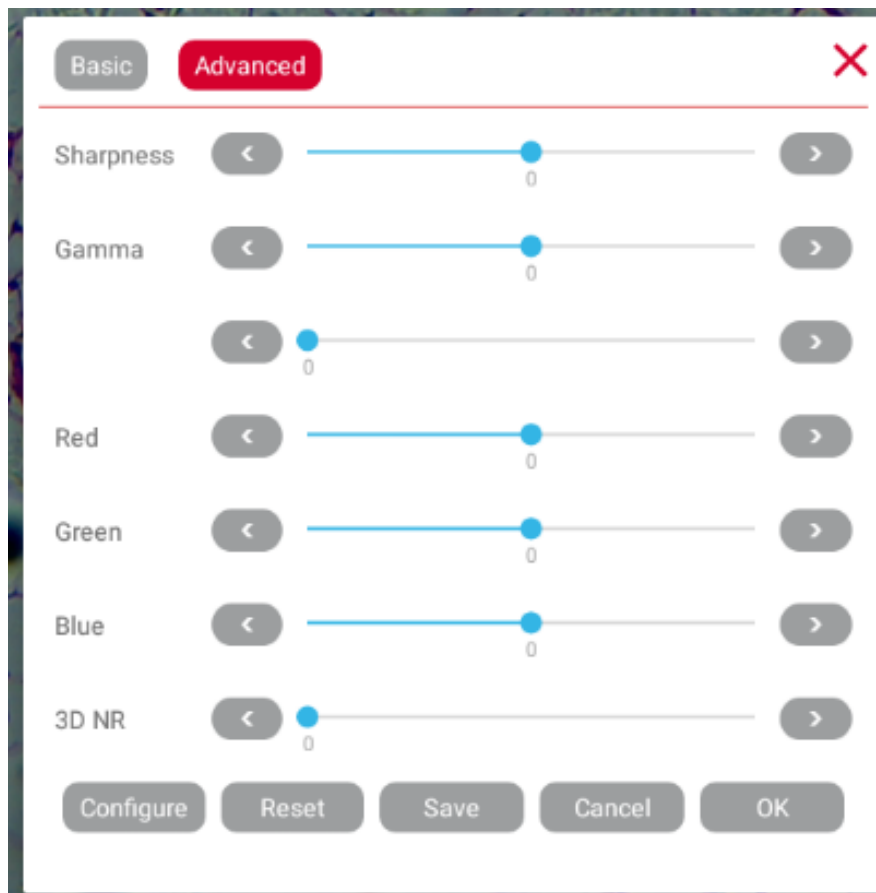 Basic Advanced
Sharpness
0
Gamma
0
0
Red
0
Green
0
Blue
0
3D NR
0
Configure Reset Save Cancel OK